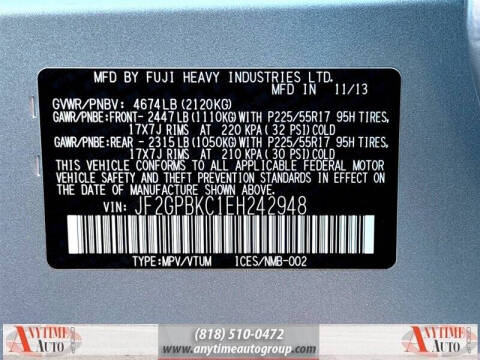 MFD BY FUJI HEAVY INDUSTRIES LTD.
MFD IN 11/13
GVWR/PNBV: 4674LB (2120KG)
GAWR/PNBE:FRONT- 2447LB (1110KG) WITH P225/55R17 95H TIRES,
17X7J RIMS AT 220 KPA (32 PSI) COLD
GAWR/PNBE:REAR - 2315LB (1050KG) WITH P225/55R17 95H TIRES,
17X7J RIMS AT 210 KPA (30 PSI) COLD
THIS VEHICLE CONFORMS TO ALL APPLICABLE FEDERAL MOTOR
VEHICLE SAFETY AND THEFT PREVENTION STANDARDS IN EFFECT
ON THE DATE OF MANUFACTURE SHOWN ABOVE.
VIN: JF2GPBKC1EH242948
TYPE:MPV/VTUM ICES/NMB-002
ANYTIME AUTO GROUP
(818) 510-0472
www.anytimeautogroup.com
ANYTIME AUTO GROUP